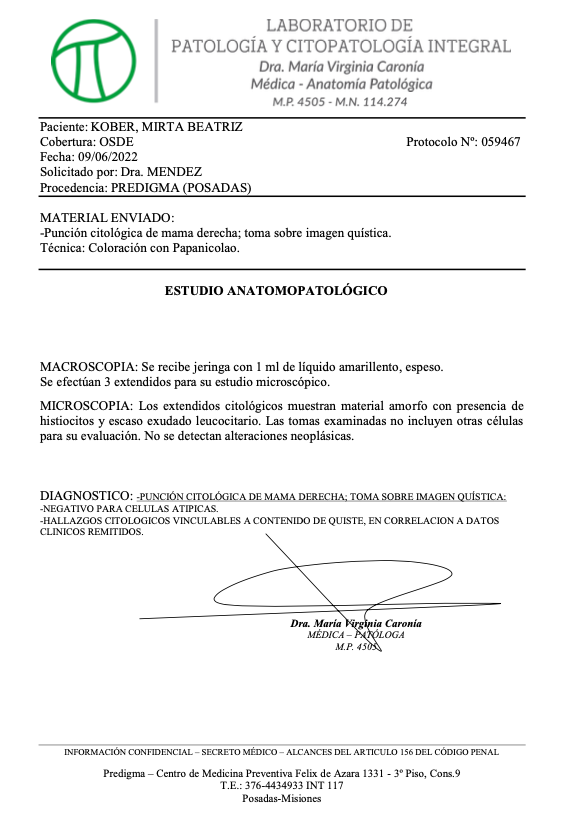 LABORATORIO DE
PATOLOGÍA Y CITOPATOLOGÍA INTEGRAL
Dra. María Virginia Caronía
Médica - Anatomía Patológica
M.P. 4505 - M.N. 114.274
Paciente: KOBER, MIRTA BEATRIZ
Cobertura: OSDE Protocolo Nº: 059467
Fecha: 09/06/2022
Solicitado por: Dra. MENDEZ
Procedencia: PREDIGMA (POSADAS)
MATERIAL ENVIADO:
-Punción citológica de mama derecha; toma sobre imagen quística.
Técnica: Coloración con Papanicolao.
ESTUDIO ANATOMOPATOLÓGICO
MACROSCOPIA: Se recibe jeringa con 1 ml de líquido amarillento, espeso.
Se efectúan 3 extendidos para su estudio microscópico.
MICROSCOPIA: Los extendidos citológicos muestran material amorfo con presencia de
histiocitos y escaso exudado leucocitario. Las tomas examinadas no incluyen otras células
para su evaluación. No se detectan alteraciones neoplásicas.
DIAGNOSTICO: -PUNCIÓN CITOLÓGICA DE MAMA DERECHA; TOMA SOBRE IMAGEN QUÍSTICA:
-NEGATIVO PARA CELULAS ATIPICAS.
-HALLAZGOS CITOLOGICOS VINCULABLES A CONTENIDO DE QUISTE, EN CORRELACION A DATOS
CLINICOS REMITIDOS.
Dra. María Virginia Caronía
MÉDICA – PATÓLOGA
M.P. 4505
INFORMACIÓN CONFIDENCIAL – SECRETO MÉDICO – ALCANCES DEL ARTICULO 156 DEL CÓDIGO PENAL
Predigma – Centro de Medicina Preventiva Felix de Azara 1331 - 3º Piso, Cons.9
T.E.: 376-4434933 INT 117
Posadas-Misiones